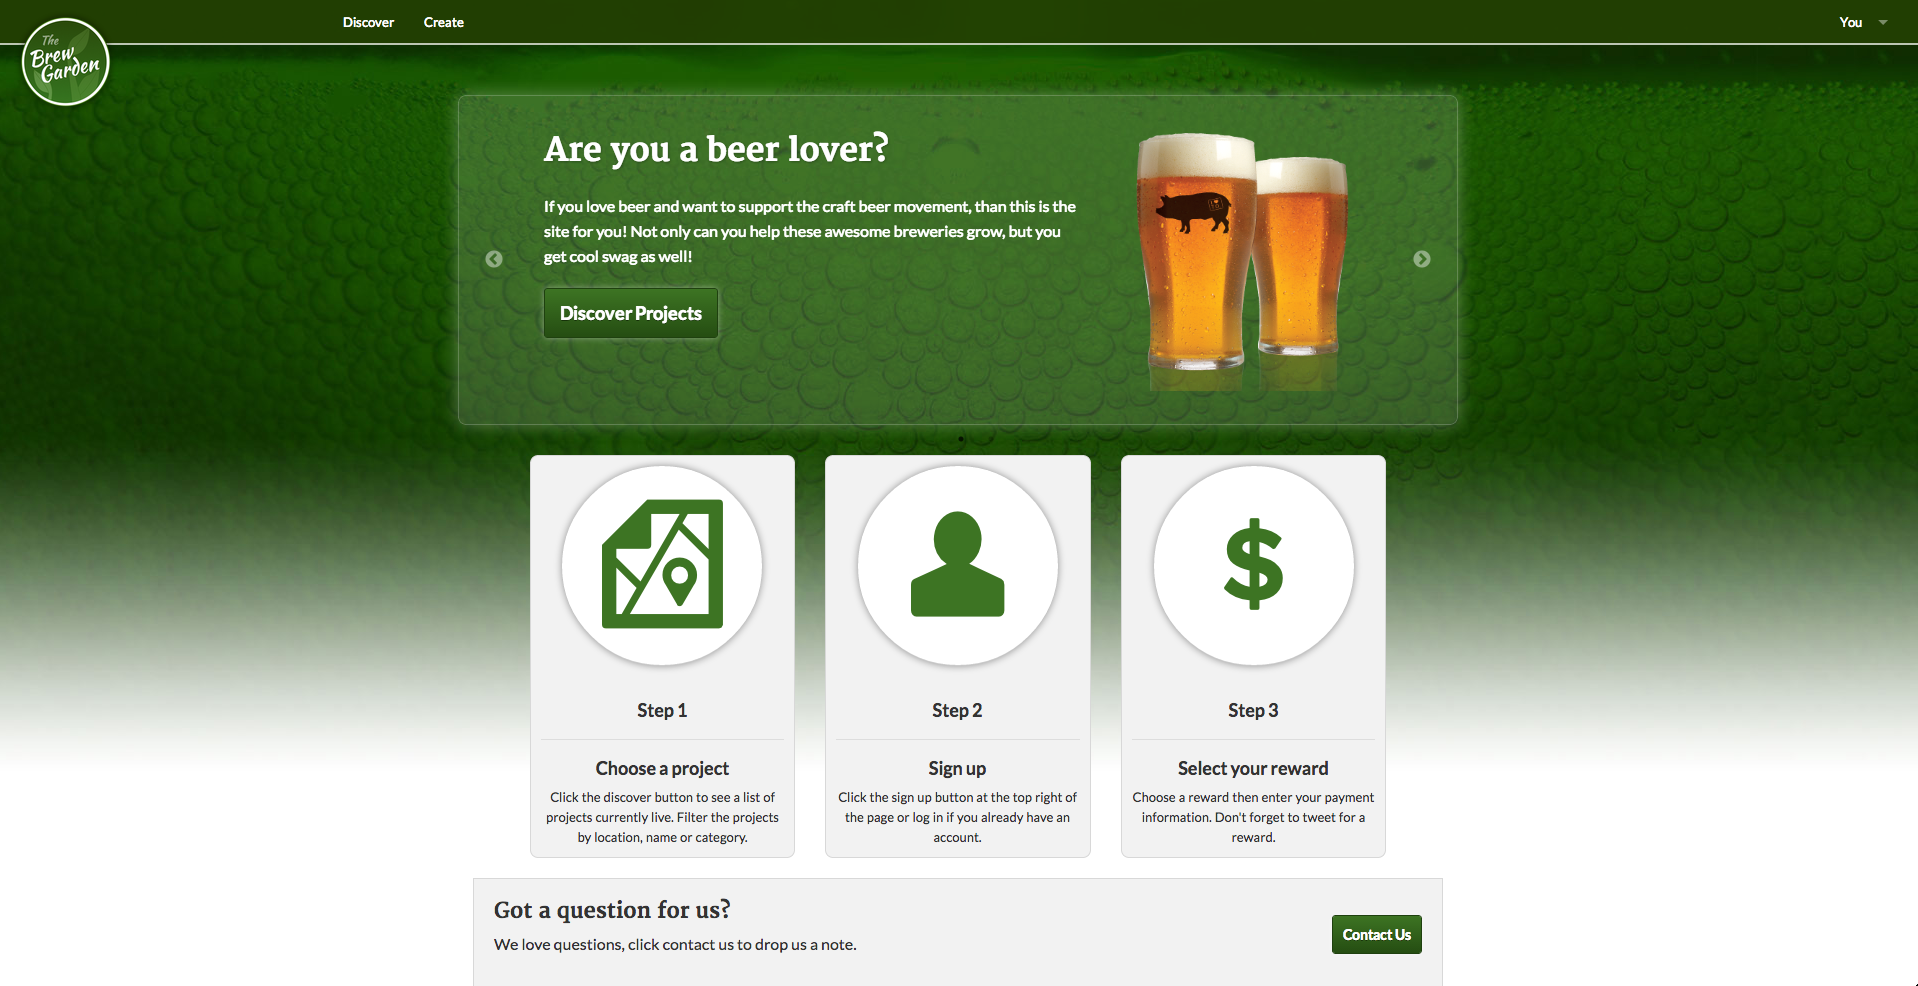 Discover Create You
The
Brew
Garden
Are you a beer lover?
If you love beer and want to support the craft beer movement, than this is the
site for you! Not only can you help these awesome breweries grow, but you
get cool swag as well!
Discover Projects
$
Step 1
Choose a project
Click the discover button to see a list of
projects currently live. Filter the projects
by location, name or category.
Step 2
Sign up
Click the sign up button at the top right of
the page or log in if you already have an
account.
Step 3
Select your reward
Choose a reward then enter your payment
information. Don't forget to tweet for a
reward.
Got a question for us?
We love questions, click contact us to drop us a note.
Contact Us